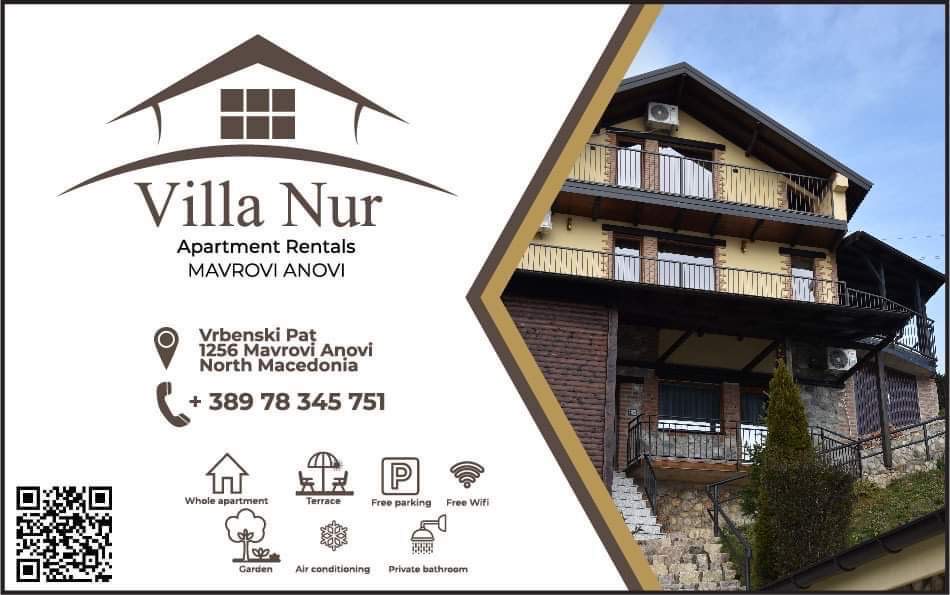 Villa Nur
Apartment Rentals
MAVROVI ANOVI
Vrbenski Pat
1256 Mavrovi Anovi
North Macedonia
+ 389 78 345 751
Whole apartment
Terrace
P
Free parking
Free Wifi
Garden
Air conditioning
Private bathroom